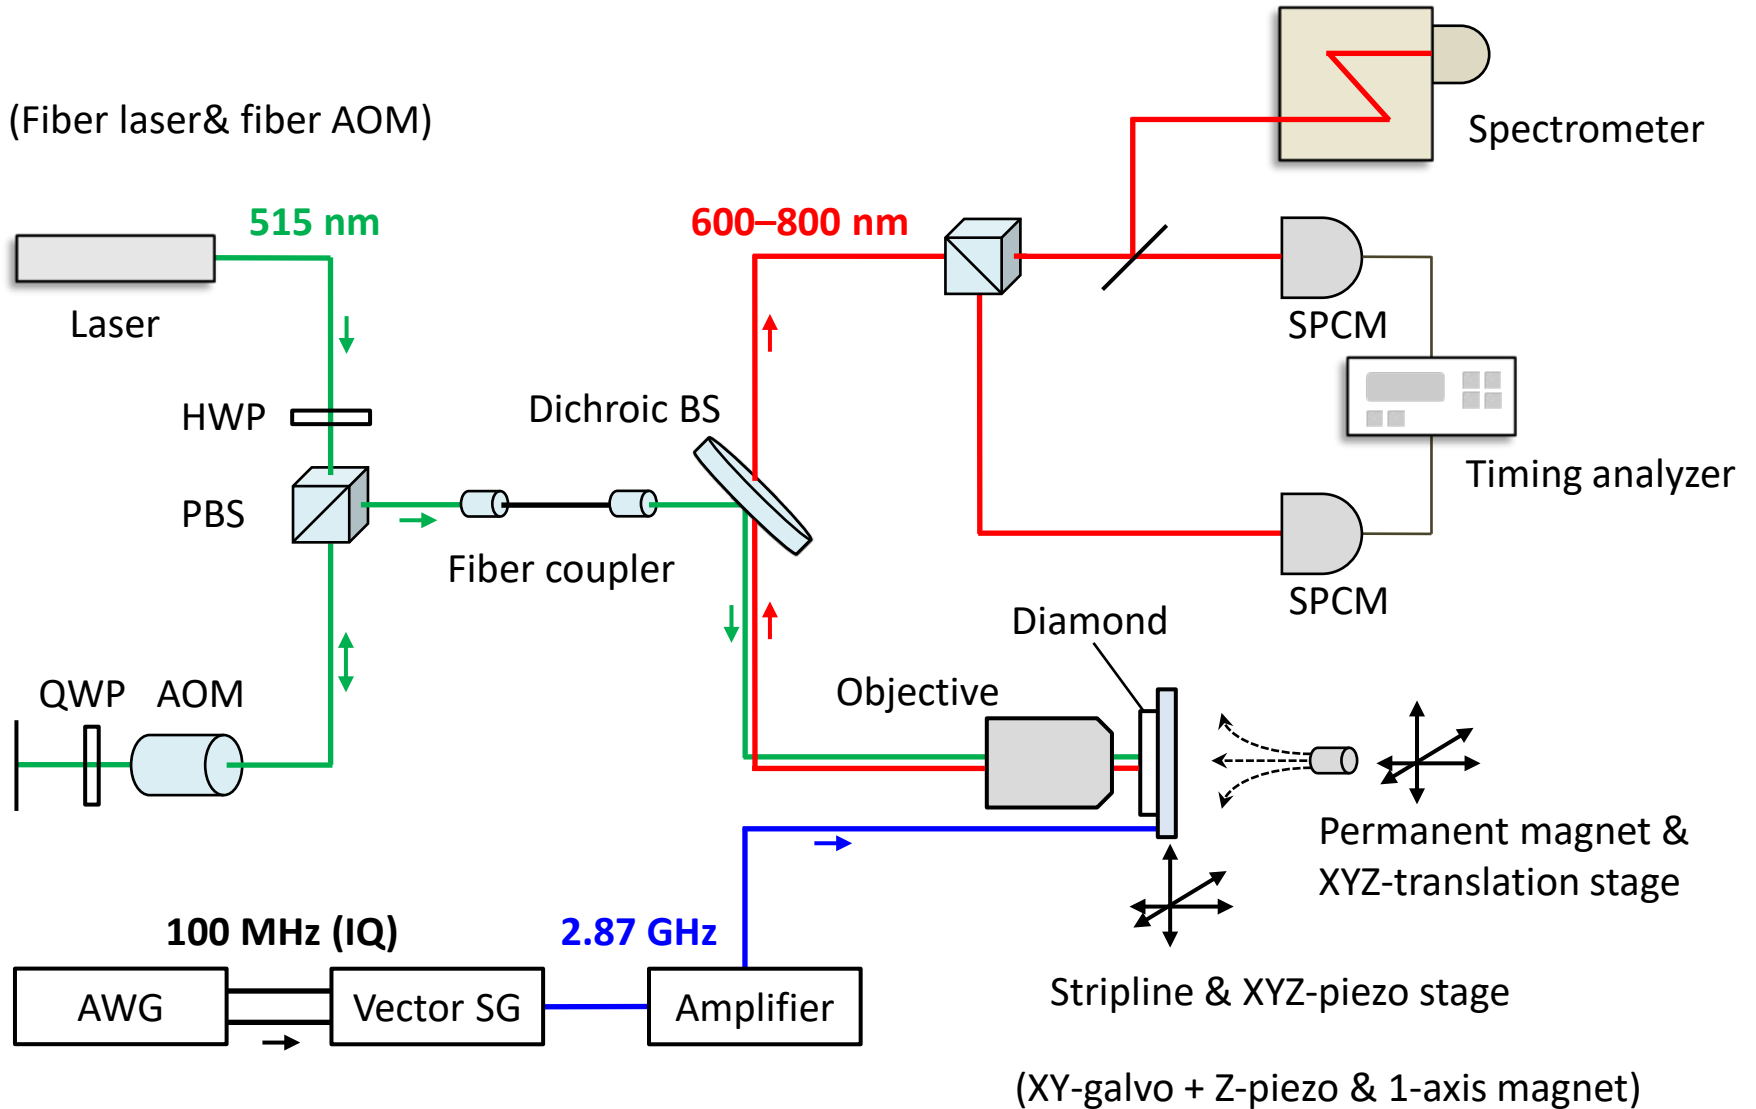 (Fiber laser& fiber AOM)
Spectrometer
515 nm
600–800 nm
Laser
SPCM
HWP
Dichroic BS
Timing analyzer
PBS
Fiber coupler
SPCM
Diamond
QWP
AOM
Objective
Permanent magnet &
XYZ-translation stage
100 MHz (IQ)
2.87 GHz
AWG
Vector SG
Amplifier
Stripline & XYZ-piezo stage
(XY-galvo + Z-piezo & 1-axis magnet)